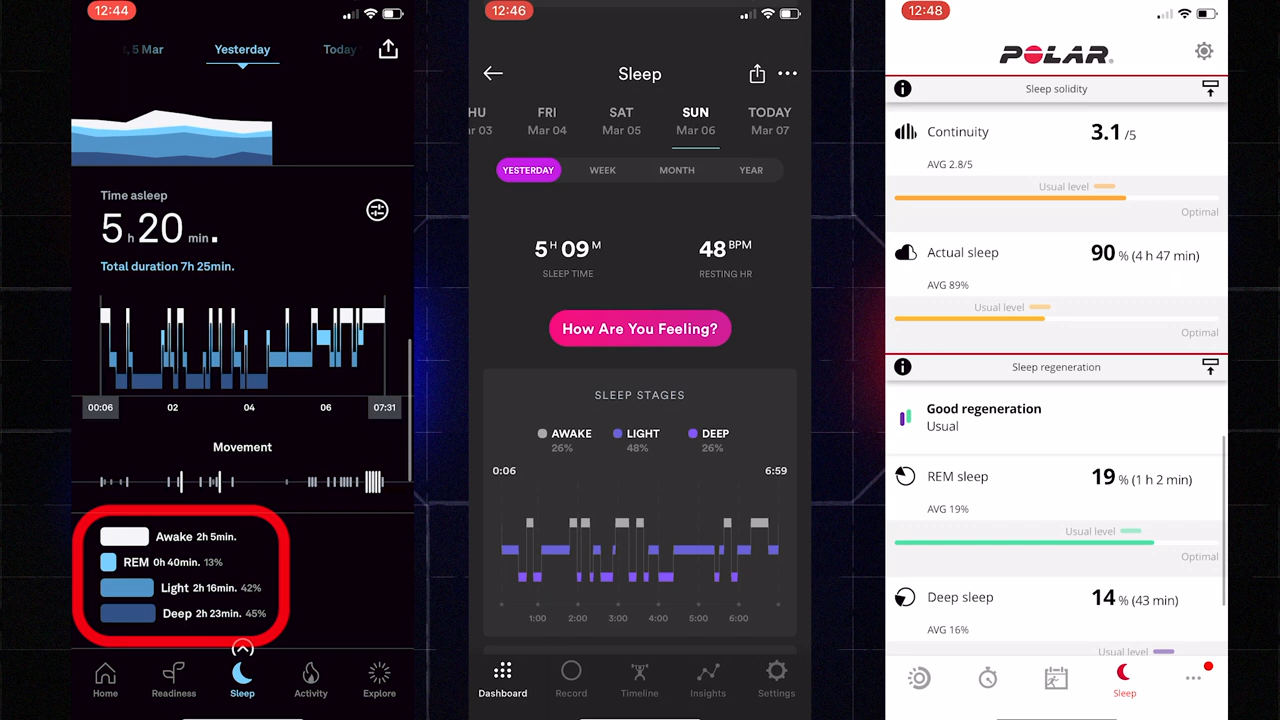 12:44
, 5 Mar
Yesterday
Today
Time asleep
5 h 20 min.
Total duration 7h 25min.
00:06
02
04
06
07:31
Movement
Awake 2h 5min.
REM 0h 40min. 13%
Light 2h 16min. 42%
Deep 2h 23min. 45%
Home
Readiness
Sleep
Activity
Explore
12:46
Sleep
HU FRI SAT SUN TODAY
ar 03 Mar 04 Mar 05 Mar 06 Mar 07
YESTERDAY WEEK MONTH YEAR
5 H 09 M
SLEEP TIME
48 BPM
RESTING HR
How Are You Feeling?
SLEEP STAGES
AWAKE LIGHT DEEP
26% 48% 26%
0:06 6:59
1:00 2:00 3:00 4:00 5:00 6:00
Dashboard
Record
Timeline
Insights
Settings
12:48
POLAR
Sleep solidity
Continuity 3.1 /5
AVG 2.8/5
Usual level
Optimal
Actual sleep 90 % (4 h 47 min)
AVG 89%
Usual level
Optimal
Sleep regeneration
Good regeneration
Usual
REM sleep 19 % (1 h 2 min)
AVG 19%
Usual level
Optimal
Deep sleep 14 % (43 min)
AVG 16%
Usual level
Sleep